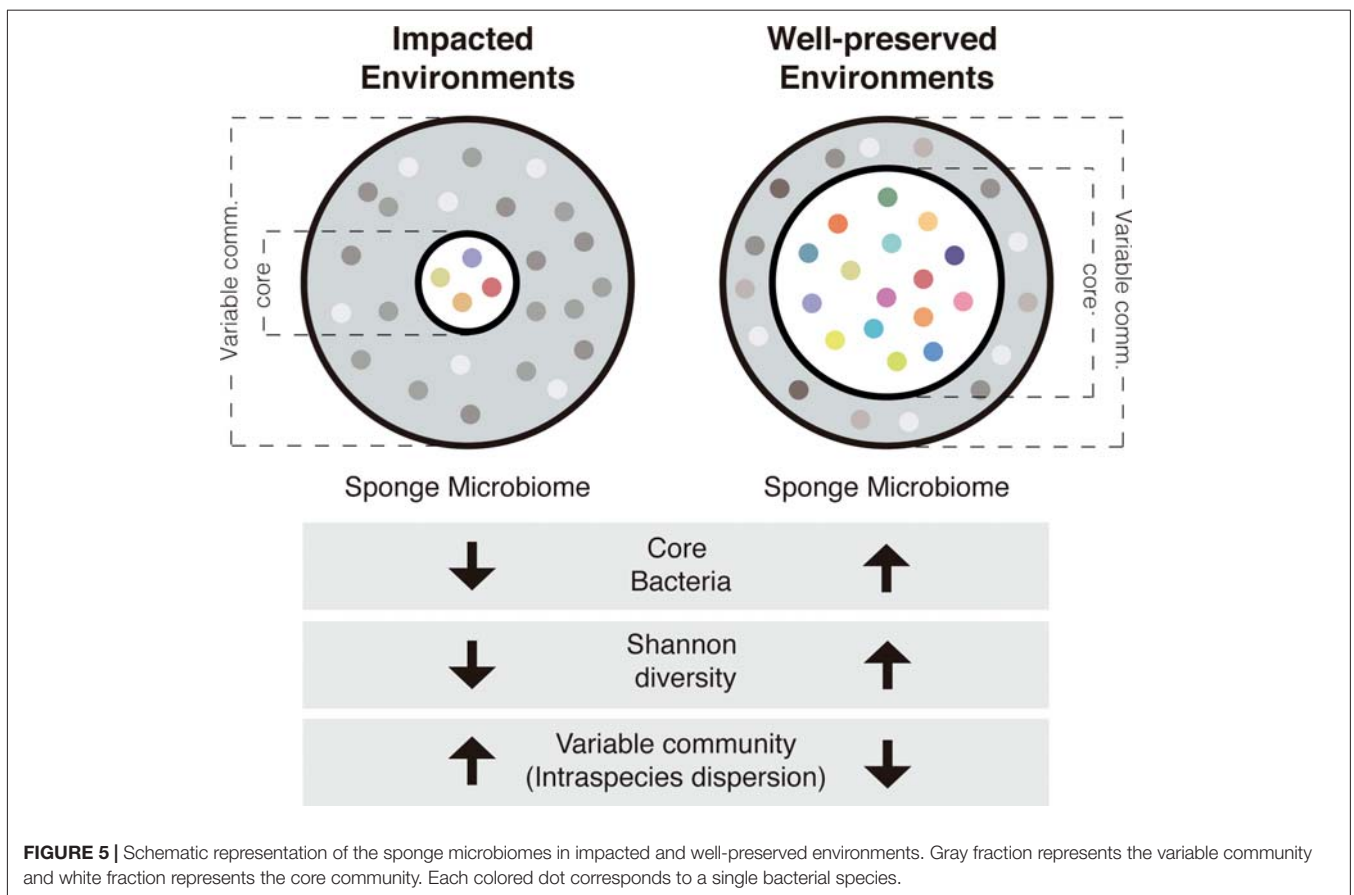 Impacted
Environments
Well-preserved
Environments
Variable comm.
core
core
Variable comm.
Sponge Microbiome
Sponge Microbiome
Core
Bacteria
Shannon
diversity
Variable community
(Intraspecies dispersion)
FIGURE 5 | Schematic representation of the sponge microbiomes in impacted and well-preserved environments. Gray fraction represents the variable community
and white fraction represents the core community. Each colored dot corresponds to a single bacterial species.